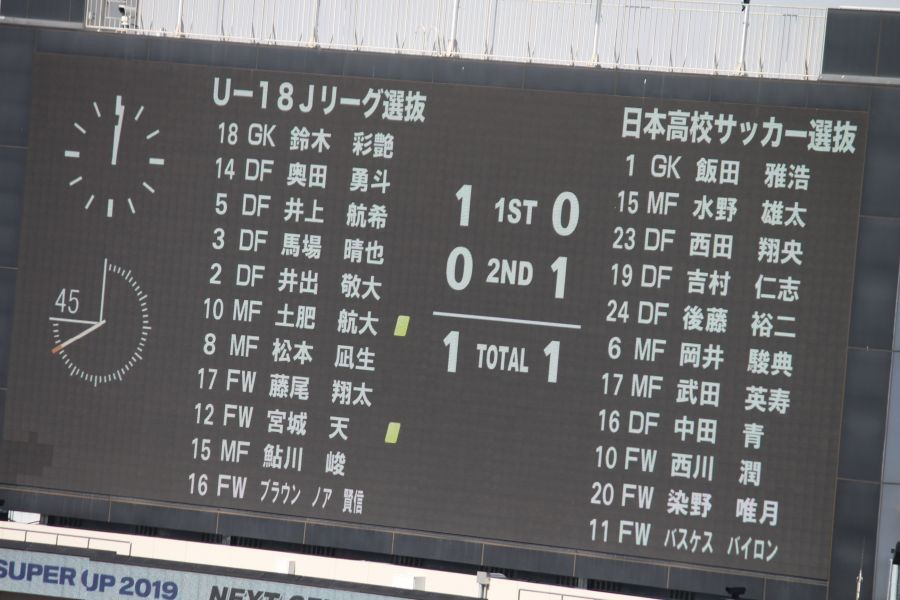 U-18Jリーグ選抜
18 GK 鈴木 彩艶
14 DF 奥田 勇斗
5 DF 井上 航希
3 DF 馬場 晴也
2 DF 井出 敬大
10 MF 土肥 航大
8 MF 松本 凪生
17 FW 藤尾 翔太
12 FW 宮城 天
15 MF 鮎川 峻
16 FW ブラウン ノア 賢信
45
1 1ST 0
0 2ND 1
1 TOTAL 1
日本高校サッカー選抜
1 GK 飯田 雅浩
15 MF 水野 雄太
23 DF 西田 翔央
19 DF 吉村 仁志
24 DF 後藤 裕二
6 MF 岡井 駿典
17 MF 武田 英寿
16 DF 中田 青
10 FW 西川 潤
20 FW 染野 唯月
11 FW バスケス バイロン
SUPER UP 2019
NEXT